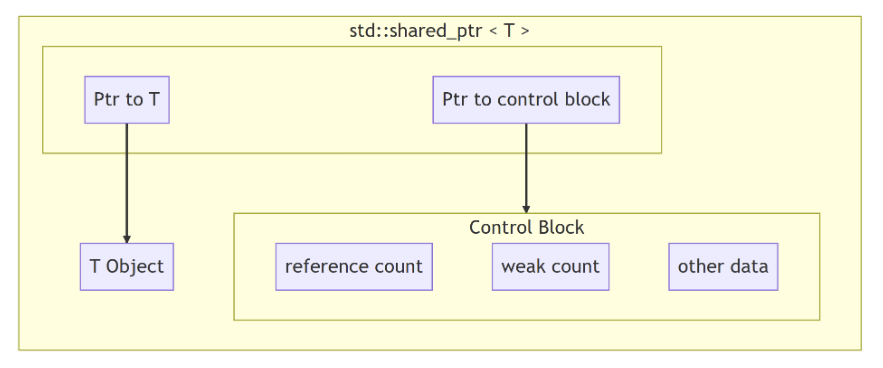 std::shared_ptr < T >
Ptr to T
Ptr to control block
Control Block
T Object
reference count
weak count
other data